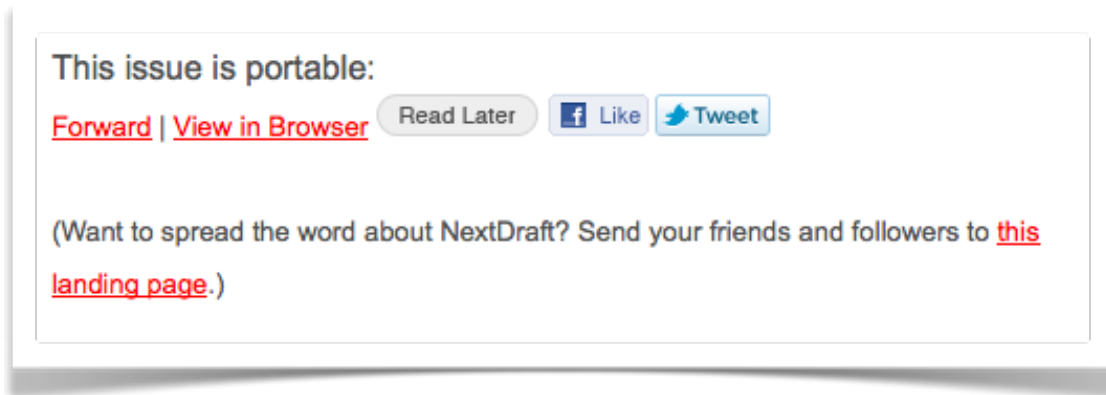 This issue is portable:
Forward | View in Browser Read Later Like Tweet
(Want to spread the word about NextDraft? Send your friends and followers to this
landing page.)